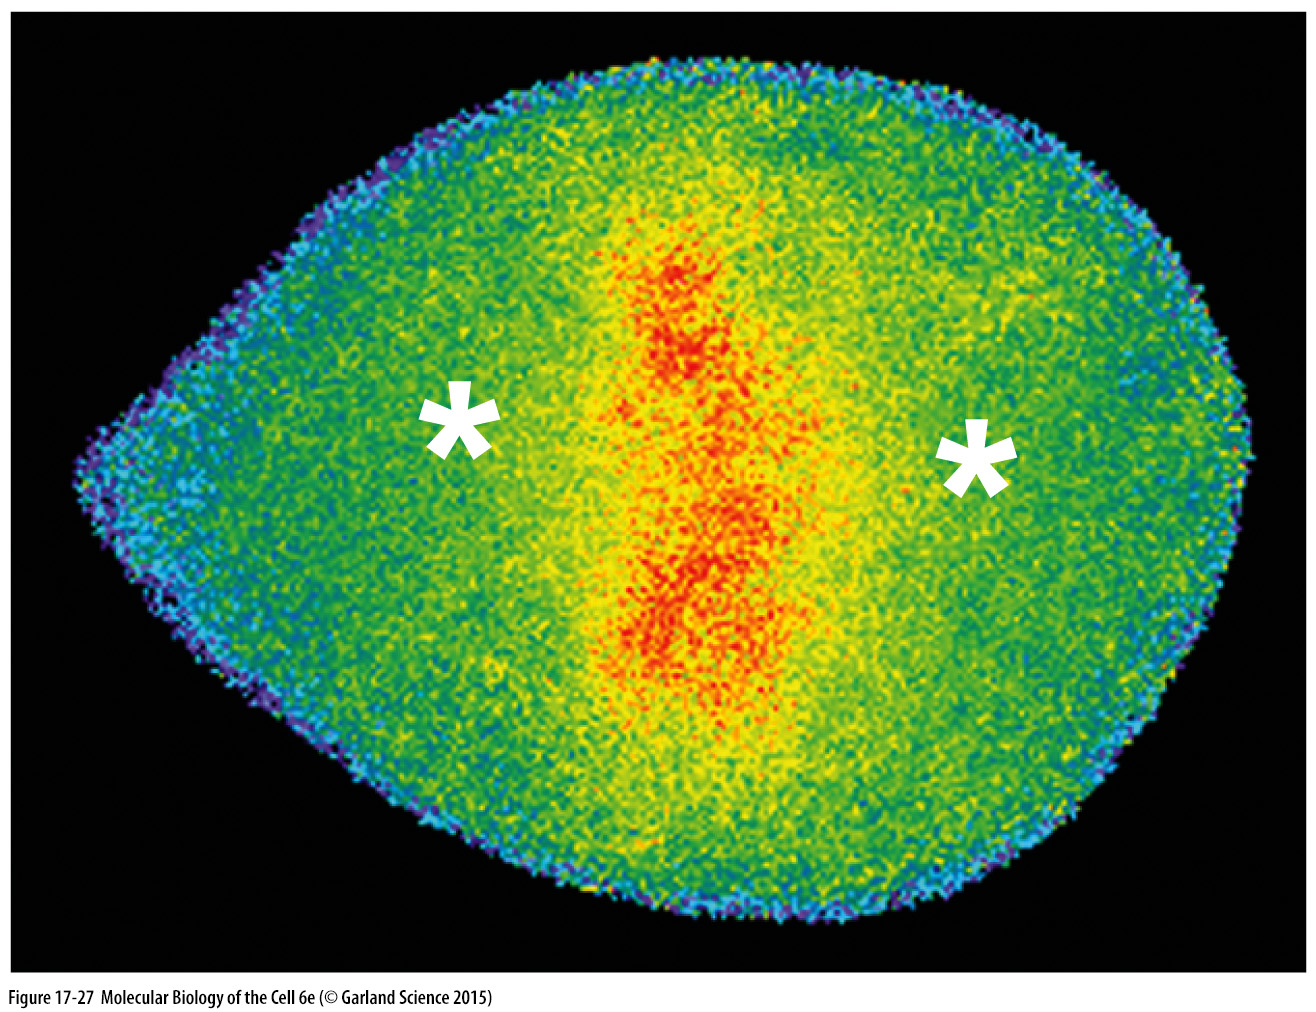 * *
Figure 17-27 Molecular Biology of the Cell 6e (© Garland Science 2015)